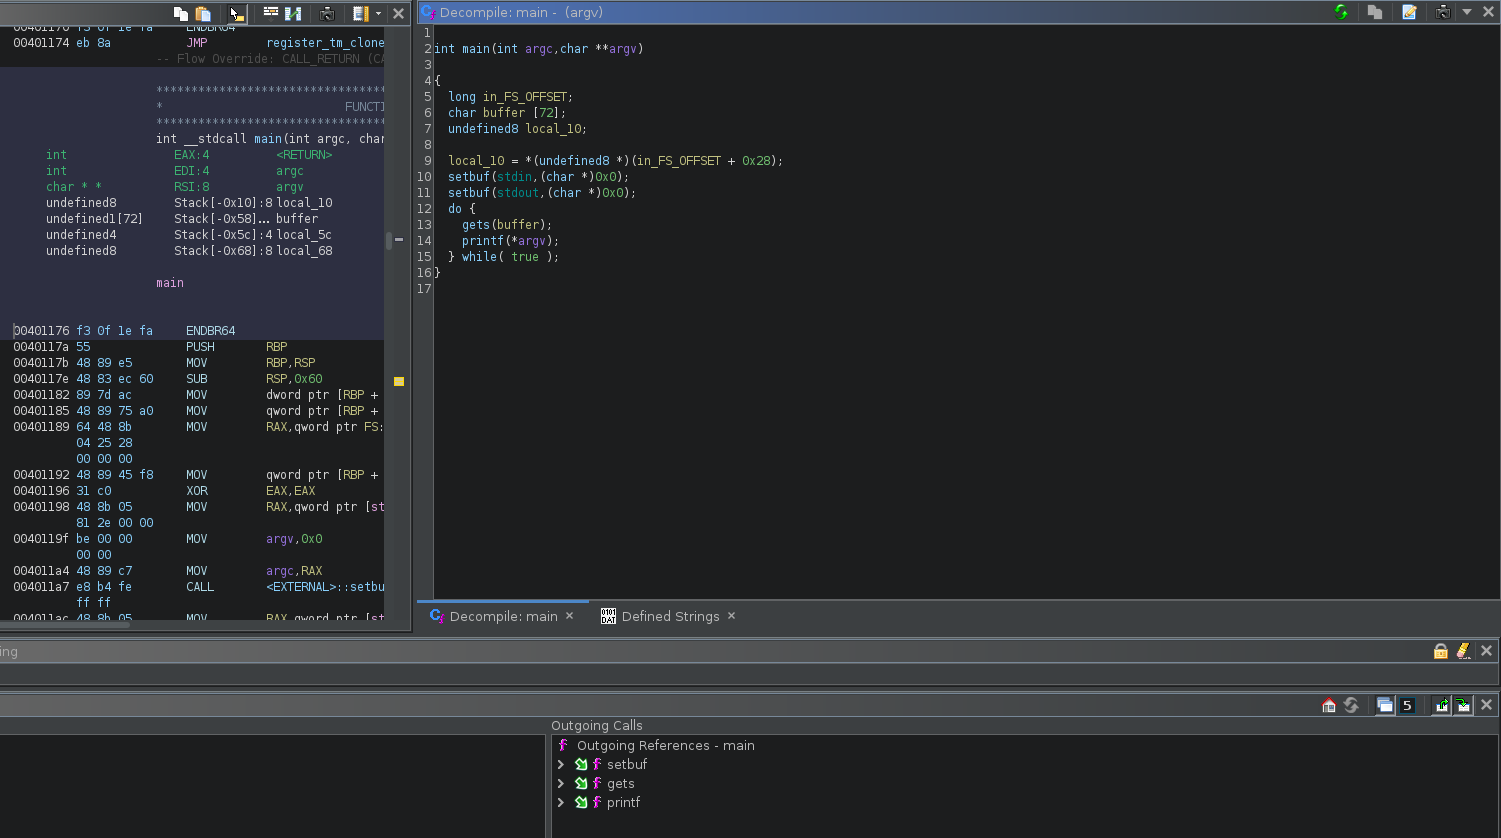 Decompile: main - (argv)
00401174 eb 8a JMP register_tm_clone
-- Flow Override: CALL_RETURN (CA
*********************************
* FUNCTI
*********************************
int __stdcall main(int argc, char
int EAX:4 <RETURN>
int EDI:4 argc
char * * RSI:8 argv
undefined8 Stack[-0x10]:8 local_10
undefined1[72] Stack[-0x58]... buffer
undefined4 Stack[-0x5c]:4 local_5c
undefined8 Stack[-0x68]:8 local_68
main
00401176 f3 0f 1e fa ENDBR64
0040117a 55 PUSH RBP
0040117b 48 89 e5 MOV RBP,RSP
0040117e 48 83 ec 60 SUB RSP,0x60
00401182 89 7d ac MOV dword ptr [RBP +
00401185 48 89 75 a0 MOV qword ptr [RBP +
00401189 64 48 8b MOV RAX,qword ptr FS:
04 25 28
00 00 00
00401192 48 89 45 f8 MOV qword ptr [RBP +
00401196 31 c0 XOR EAX,EAX
00401198 48 8b 05 MOV RAX,qword ptr [st
81 2e 00 00
0040119f be 00 00 MOV argv,0x0
00 00
004011a4 48 89 c7 MOV argc,RAX
004011a7 e8 b4 fe CALL <EXTERNAL>::setbu
ff ff
004011ac 48 8b 05 MOV RAX,qword ptr [st
1
2 int main(int argc,char **argv)
3
4 {
5 long in_FS_OFFSET;
6 char buffer [72];
7 undefined8 local_10;
8
9 local_10 = *(undefined8 *)(in_FS_OFFSET + 0x28);
10 setbuf(stdin,(char *)0x0);
11 setbuf(stdout,(char *)0x0);
12 do {
13 gets(buffer);
14 printf(*argv);
15 } while( true );
16 }
17
Decompile: main × Defined Strings ×
ing
5
Outgoing Calls
Outgoing References - main
setbuf
gets
printf